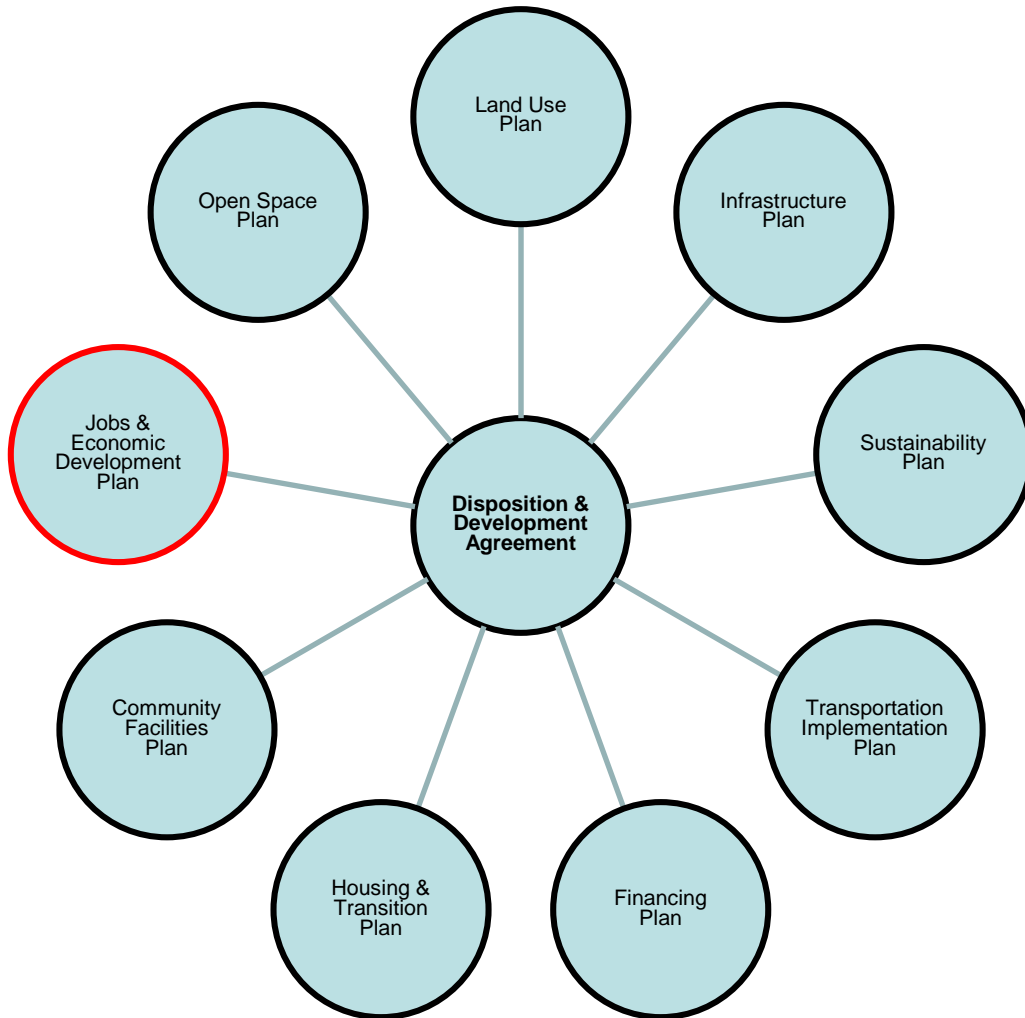 Land Use
Plan
Open Space
Plan
Infrastructure
Plan
Jobs &
Economic
Development
Plan
Sustainability
Plan
Disposition &
Development
Agreement
Community
Facilities
Plan
Transportation
Implementation
Plan
Housing &
Transition
Plan
Financing
Plan